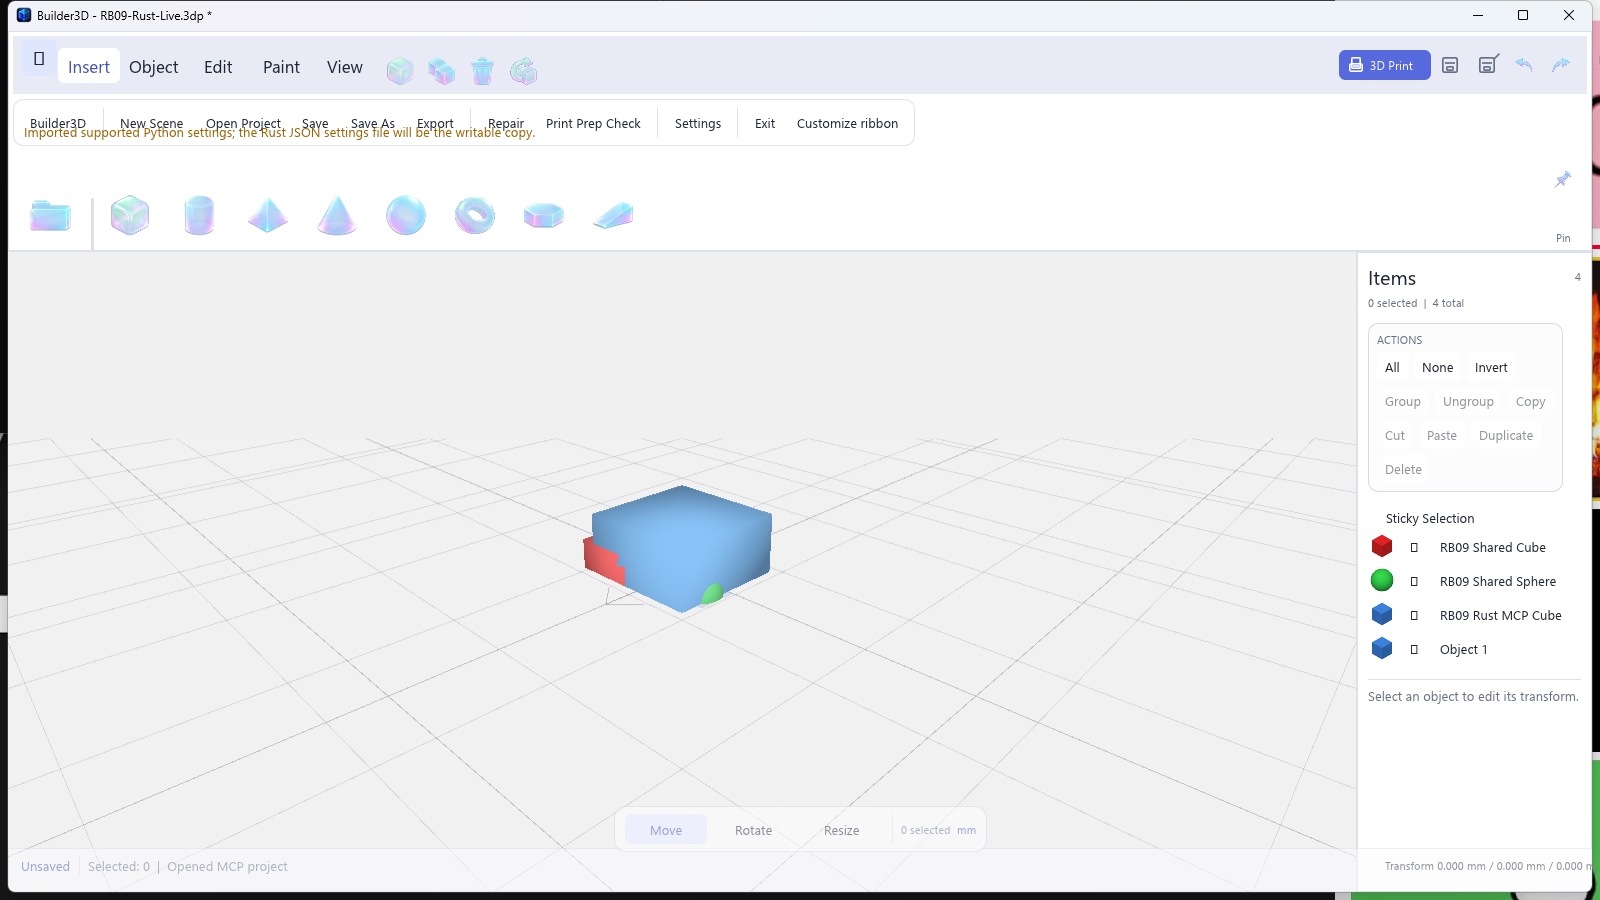 Builder3D - RB09-Rust-Live.3dp *
Insert Object Edit Paint View 3D Print
Builder3D New Scene Open Project Save Save As Export Repair Print Prep Check Settings Exit Customize ribbon
Imported supported Python settings; the Rust JSON settings file will be the writable copy.
Pin
Items 4
0 selected | 4 total
ACTIONS
All None Invert
Group Ungroup Copy
Cut Paste Duplicate
Delete
Sticky Selection
RB09 Shared Cube
RB09 Shared Sphere
RB09 Rust MCP Cube
Object 1
Select an object to edit its transform.
Move Rotate Resize 0 selected mm
Unsaved Selected: 0 | Opened MCP project
Transform 0.000 mm / 0.000 mm / 0.000 m